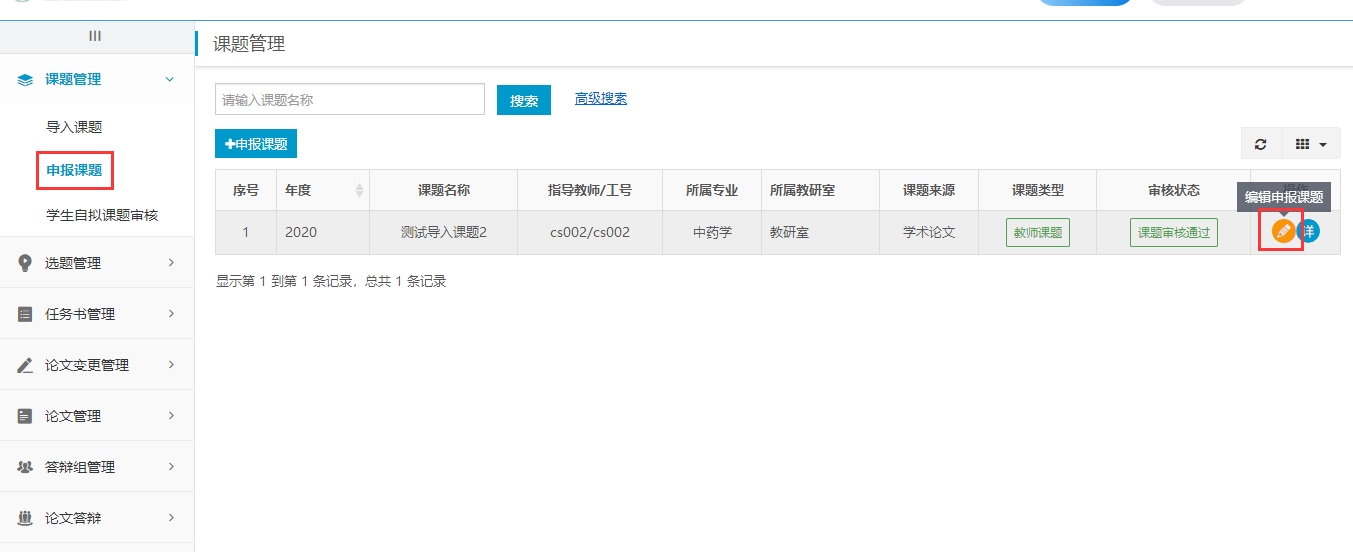 课题管理
导入课题
申报课题
学生自拟课题审核
选题管理
任务书管理
论文变更管理
论文管理
答辩组管理
论文答辩
课题管理
请输入课题名称
搜索
高级搜索
申报课题
序号 年度 课题名称 指导教师/工号 所属专业 所属教研室 课题来源 课题类型 审核状态
编辑申报课题
1 2020 测试导入课题2 cs002/cs002 中药学 教研室 学术论文 教师课题 课题审核通过 详
显示第 1 到第 1 条记录，总共 1 条记录